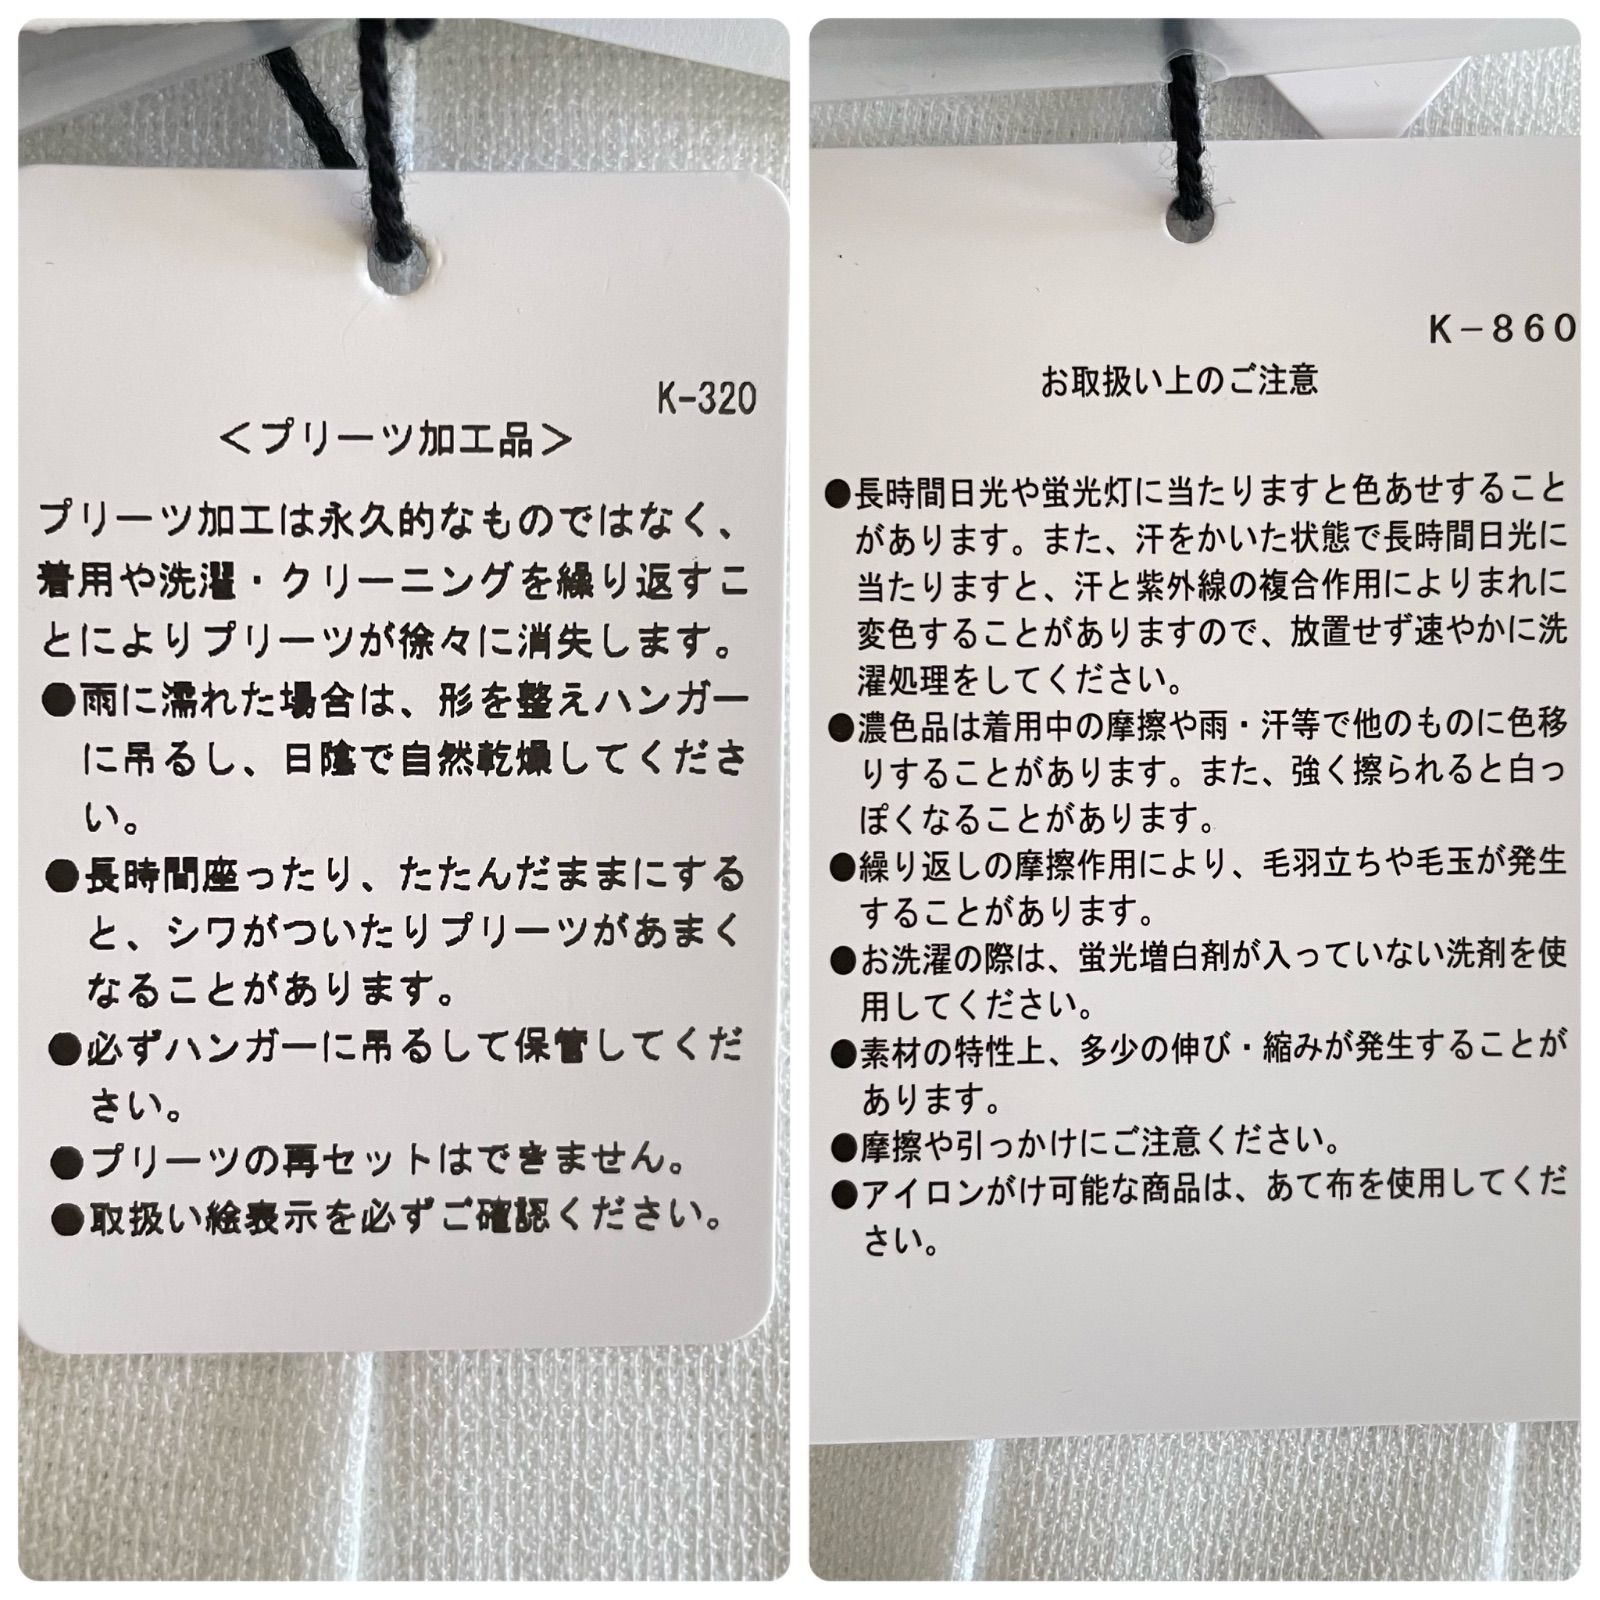 K-320
＜プリーツ加工品＞
プリーツ加工は永久的なものではなく、
着用や洗濯・クリーニングを繰り返すこ
とによりプリーツが徐々に消失します。
●雨に濡れた場合は、形を整えハンガー
に吊るし、日陰で自然乾燥してくださ
い。
●長時間座ったり、たたんだままにする
と、シワがついたりプリーツがあまく
なることがあります。
●必ずハンガーに吊るして保管してくだ
さい。
●プリーツの再セットはできません。
●取扱い絵表示を必ずご確認ください。
K－860
お取扱い上のご注意
●長時間日光や蛍光灯に当たりますと色あせすること
があります。また、汗をかいた状態で長時間日光に
当たりますと、汗と紫外線の複合作用によりまれに
変色することがありますので、放置せず速やかに洗
濯処理をしてください。
●濃色品は着用中の摩擦や雨・汗等で他のものに色移
りすることがあります。また、強く擦られると白っ
ぽくなることがあります。
●繰り返しの摩擦作用により、毛羽立ちや毛玉が発生
することがあります。
●お洗濯の際は、蛍光増白剤が入っていない洗剤を使
用してください。
●素材の特性上、多少の伸び・縮みが発生することが
あります。
●摩擦や引っかけにご注意ください。
●アイロンがけ可能な商品は、あて布を使用してくだ
さい。